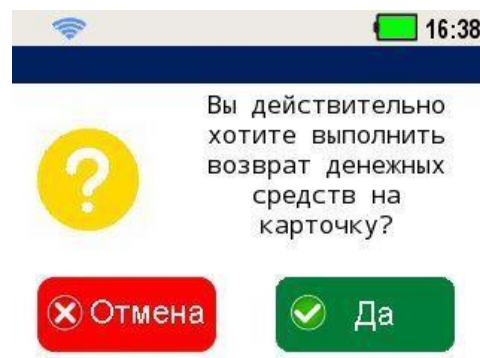 16:38
Вы действительно
хотите выполнить
возврат денежных
средств на
карточку?
Отмена
Да